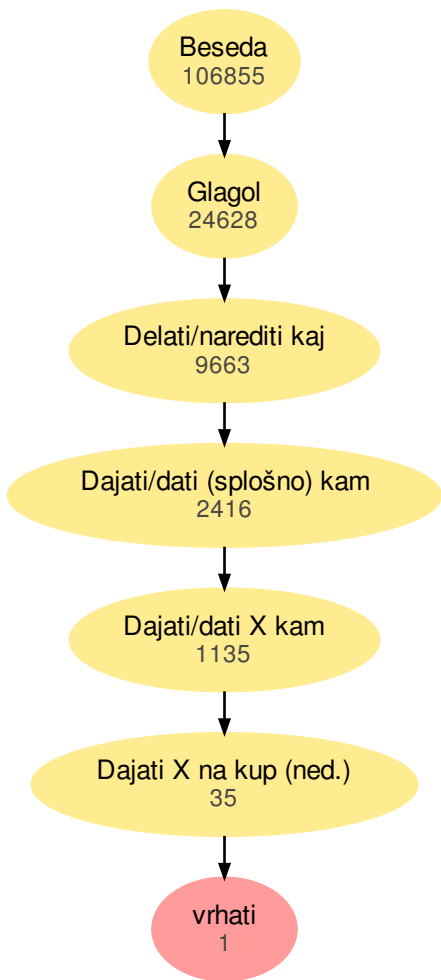 Beseda
106855
Glagol
24628
Delati/narediti kaj
9663
Dajati/dati (splošno) kam
2416
Dajati/dati X kam
1135
Dajati X na kup (ned.)
35
vrhati
1